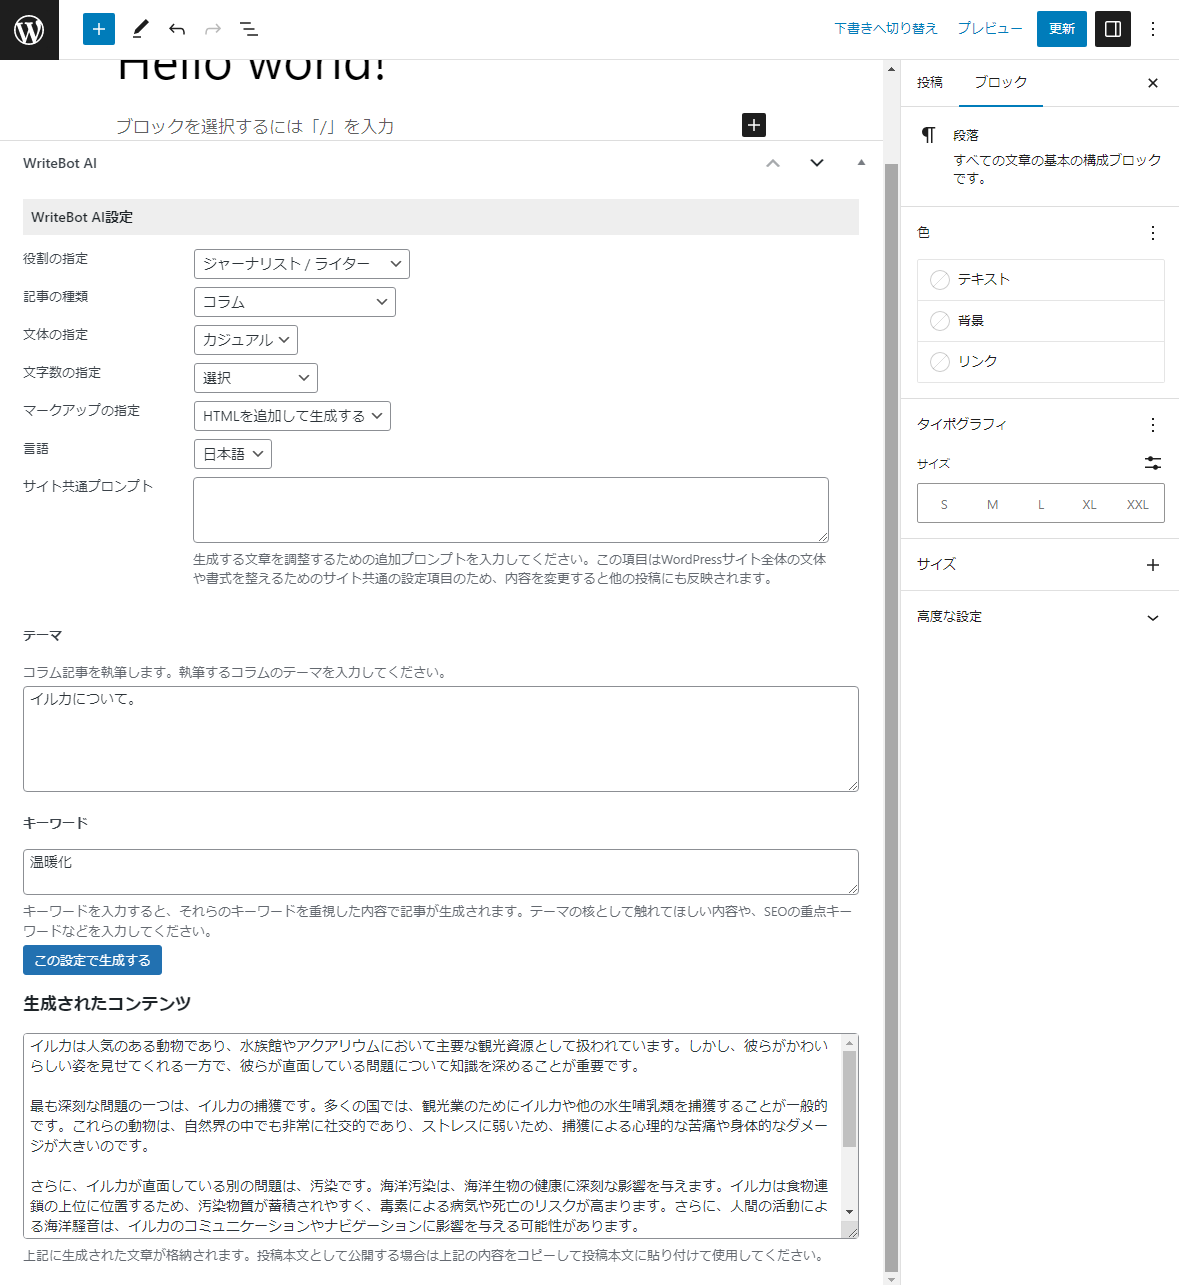 下書きへ切り替え
プレビュー
更新
Hello world!
ブロックを選択するには「/」を入力
WriteBot AI
WriteBot AI設定
役割の指定
ジャーナリスト / ライター
記事の種類
コラム
文体の指定
カジュアル
文字数の指定
選択
マークアップの指定
HTMLを追加して生成する
言語
日本語
サイト共通プロンプト
生成する文章を調整するための追加プロンプトを入力してください。この項目はWordPressサイト全体の文体
や書式を整えるためのサイト共通の設定項目のため、内容を変更すると他の投稿にも反映されます。
テーマ
コラム記事を執筆します。執筆するコラムのテーマを入力してください。
イルカについて。
キーワード
温暖化
キーワードを入力すると、それらのキーワードを重視した内容で記事が生成されます。テーマの核として触れてほしい内容や、SEOの重点キー
ワードなどを入力してください。
この設定で生成する
生成されたコンテンツ
イルカは人気のある動物であり、水族館やアクアリウムにおいて主要な観光資源として扱われています。しかし、彼らがかわい
らしい姿を見せてくれる一方で、彼らが直面している問題について知識を深めることが重要です。
最も深刻な問題の一つは、イルカの捕獲です。多くの国では、観光業のためにイルカや他の水生哺乳類を捕獲することが一般的
です。これらの動物は、自然界の中でも非常に社交的であり、ストレスに弱いため、捕獲による心理的な苦痛や身体的なダメー
ジが大きいのです。
さらに、イルカが直面している別の問題は、汚染です。海洋汚染は、海洋生物の健康に深刻な影響を与えます。イルカは食物連
鎖の上位に位置するため、汚染物質が蓄積されやすく、毒素による病気や死亡のリスクが高まります。さらに、人間の活動によ
る海洋騒音は、イルカのコミュニケーションやナビゲーションに影響を与える可能性があります。
上記に生成された文章が格納されます。投稿本文として公開する場合は上記の内容をコピーして投稿本文に貼り付けて使用してください。
投稿
ブロック
段落
すべての文章の基本の構成ブロック
です。
色
テキスト
背景
リンク
タイポグラフィ
サイズ
S M L XL XXL
サイズ
高度な設定